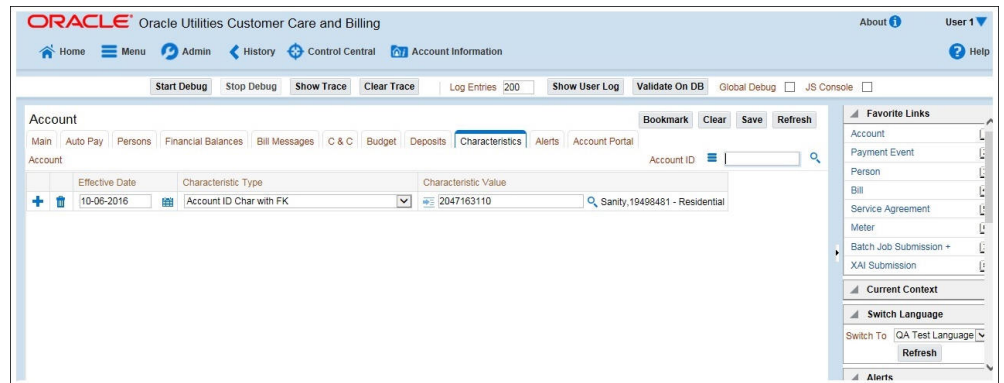 ORACLE® Oracle Utilities Customer Care and Billing About User 1
Home Menu Admin History Control Central Account Information Help
Start Debug Stop Debug Show Trace Clear Trace Log Entries 200 Show User Log Validate On DB Global Debug JS Console
Account Bookmark Clear Save Refresh
Main Auto Pay Persons Financial Balances Bill Messages C & C Budget Deposits Characteristics Alerts Account Portal
Account Account ID
Effective Date Characteristic Type Characteristic Value
10-06-2016 Account ID Char with FK 2047163110 Sanity,19498481 - Residential
Favorite Links
Account
Payment Event
Person
Bill
Service Agreement
Meter
Batch Job Submission +
XAI Submission
Current Context
Switch Language
Switch To QA Test Language
Refresh
Alerts